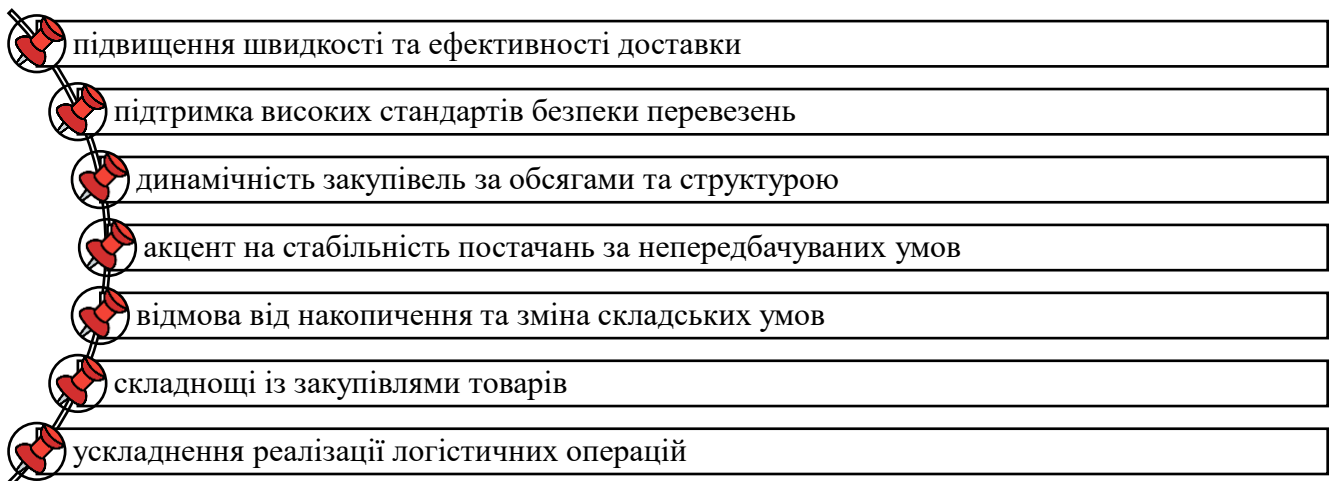 підвищення швидкості та ефективності доставки
підтримка високих стандартів безпеки перевезень
динамічність закупівель за обсягами та структурою
акцент на стабільність постачань за непередбачуваних умов
відмова від накопичення та зміна складських умов
складнощі із закупівлями товарів
ускладнення реалізації логістичних операцій